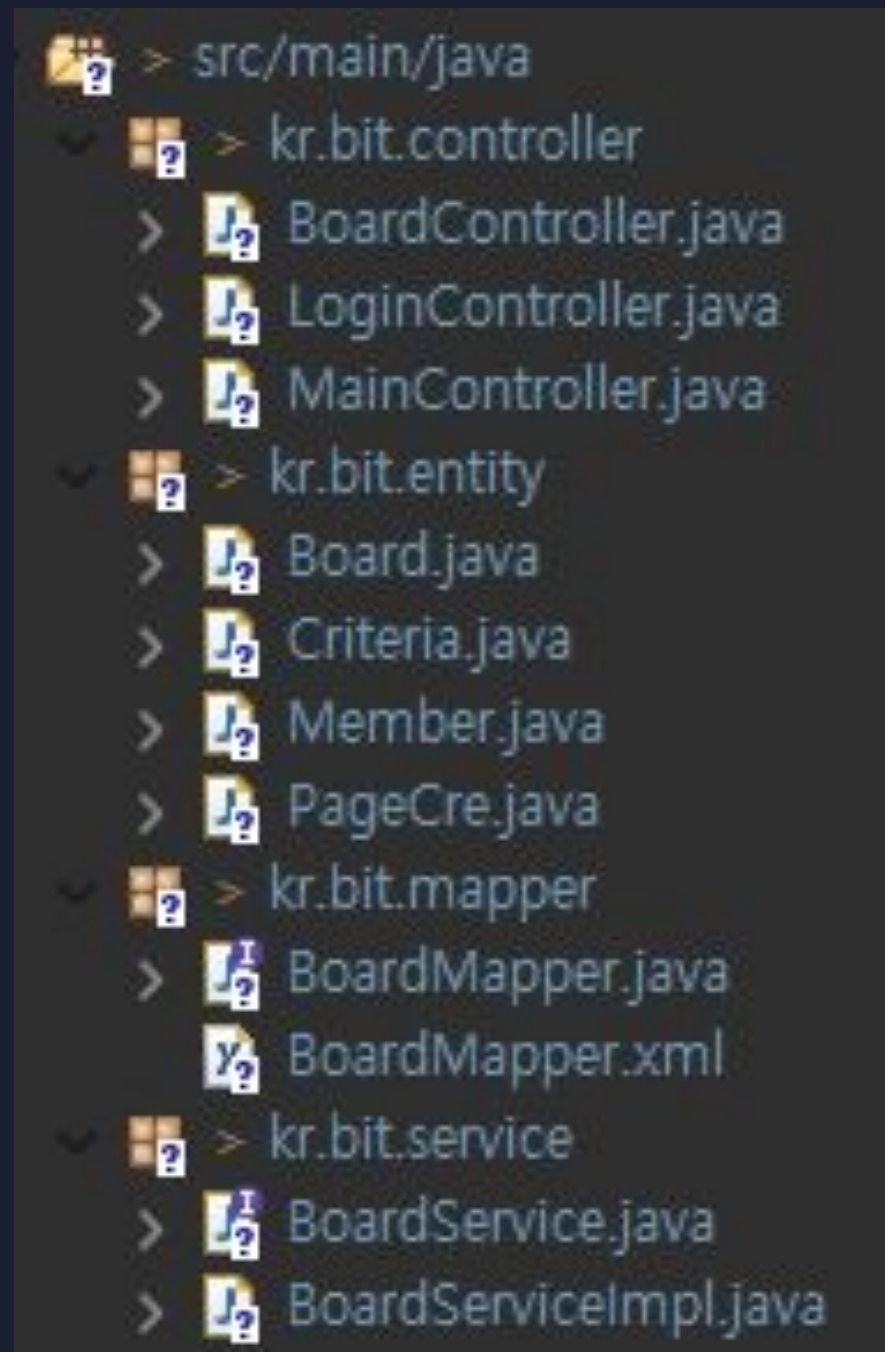 > src/main/java
> kr.bit.controller
BoardController.java
LoginController.java
MainController.java
> kr.bit.entity
Board.java
Criteria.java
Member.java
PageCre.java
> kr.bit.mapper
BoardMapper.java
BoardMapper.xml
> kr.bit.service
BoardService.java
BoardServiceImpl.java